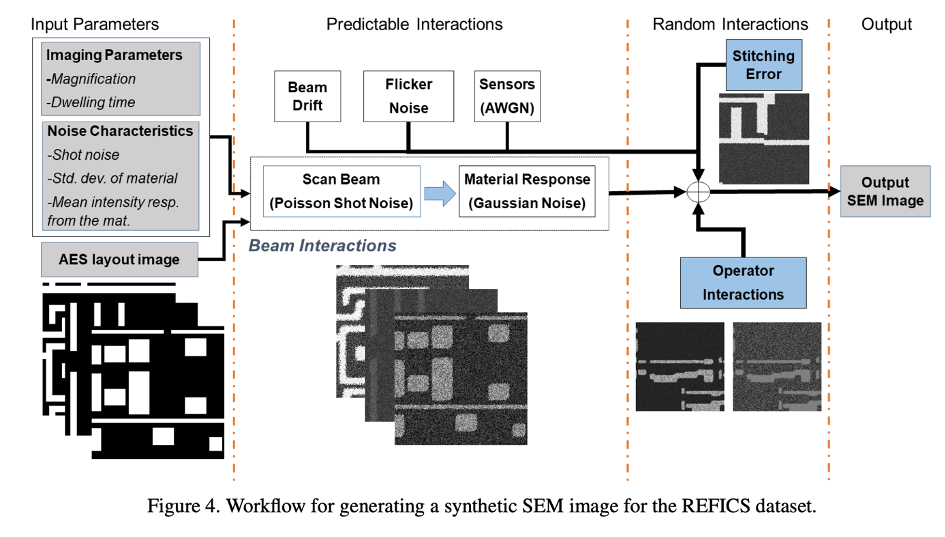 Input Parameters
Predictable Interactions
Random Interactions
Output
Imaging Parameters
-Magnification
-Dwelling time
Noise Characteristics
-Shot noise
-Std. dev. of material
-Mean intensity resp.
from the mat.
AES layout image
Beam
Drift
Flicker
Noise
Sensors
(AWGN)
Scan Beam
(Poisson Shot Noise)
Material Response
(Gaussian Noise)
Beam Interactions
Stitching
Error
Operator
Interactions
Output
SEM Image
Figure 4. Workflow for generating a synthetic SEM image for the REFICS dataset.